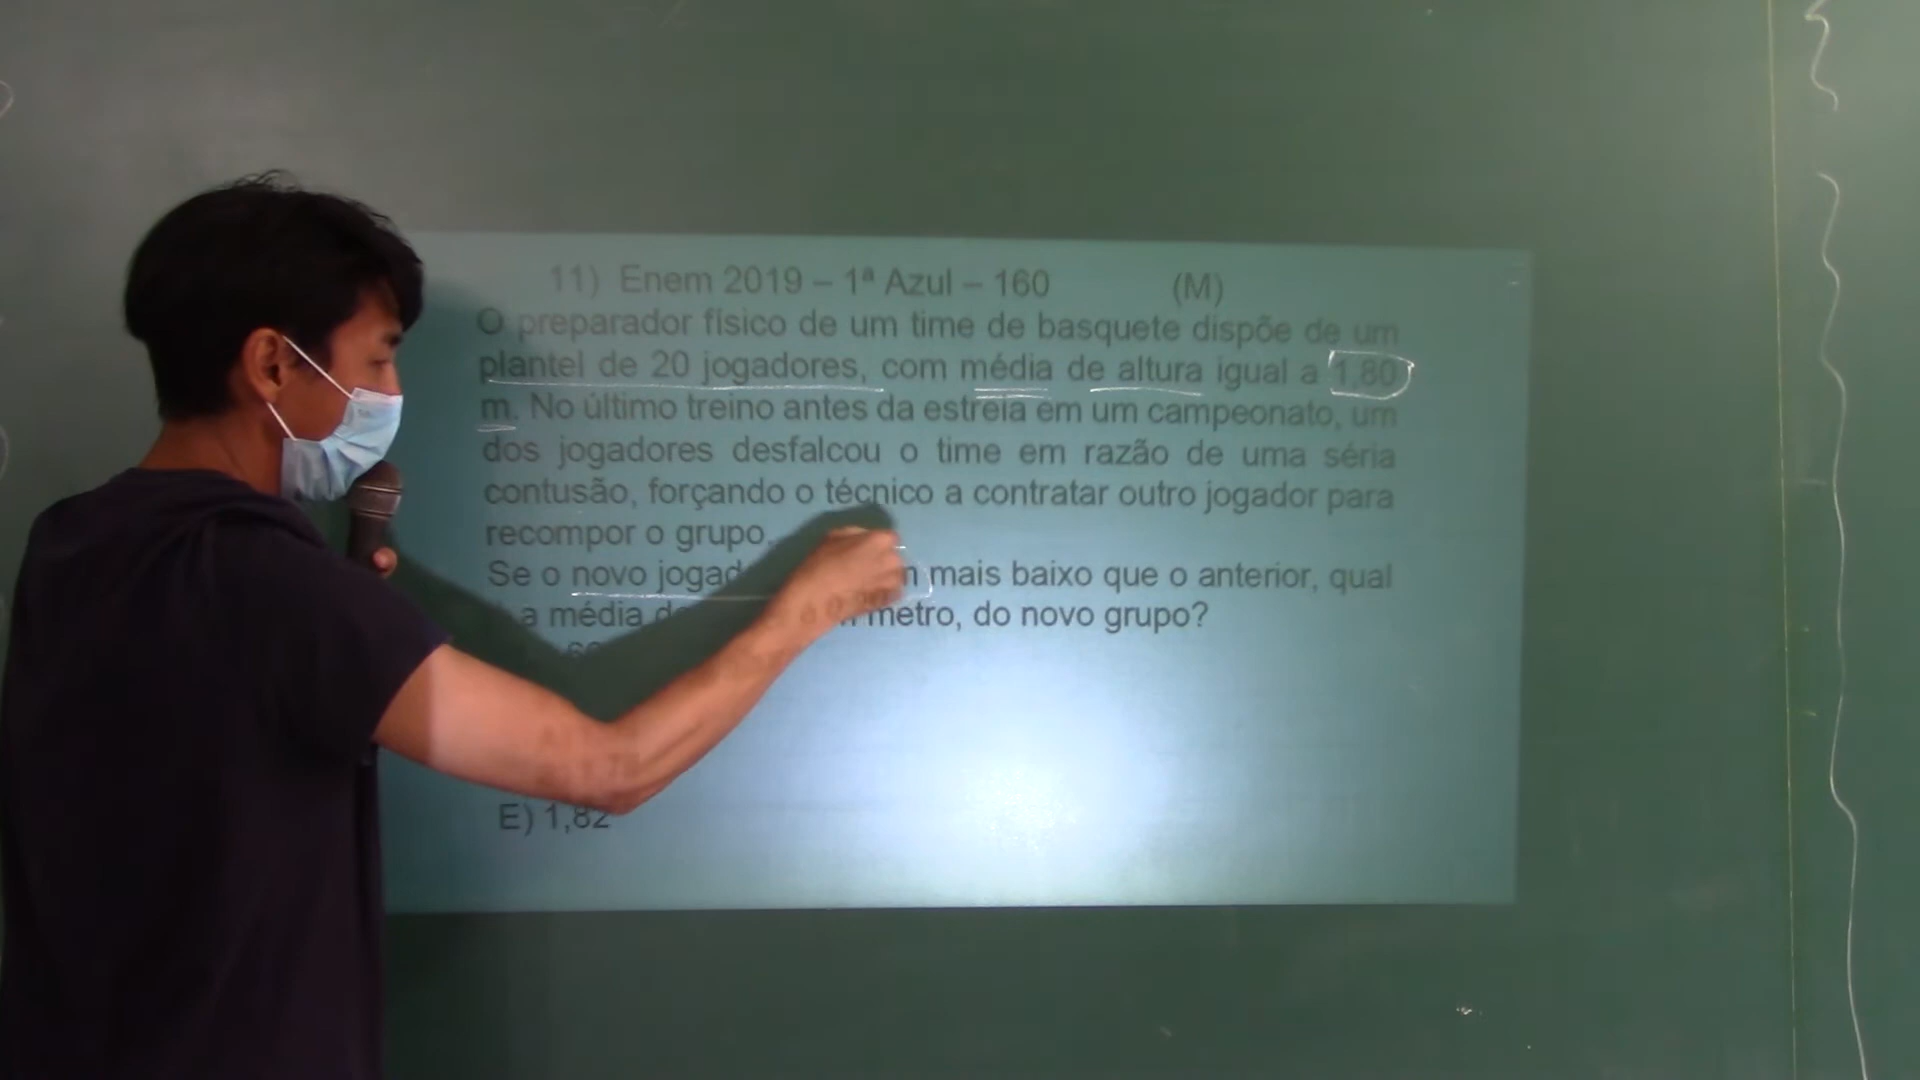 11) Enem 2019 – 1ª Azul – 160 (M)
O preparador físico de um time de basquete dispõe de um
plantel de 20 jogadores, com média de altura igual a 1,80
m. No último treino antes da estreia em um campeonato, um
dos jogadores desfalcou o time em razão de uma séria
contusão, forçando o técnico a contratar outro jogador para
recompor o grupo.
Se o novo mais baixo que o anterior, qual
a média metro, do novo grupo?
E) 1,82